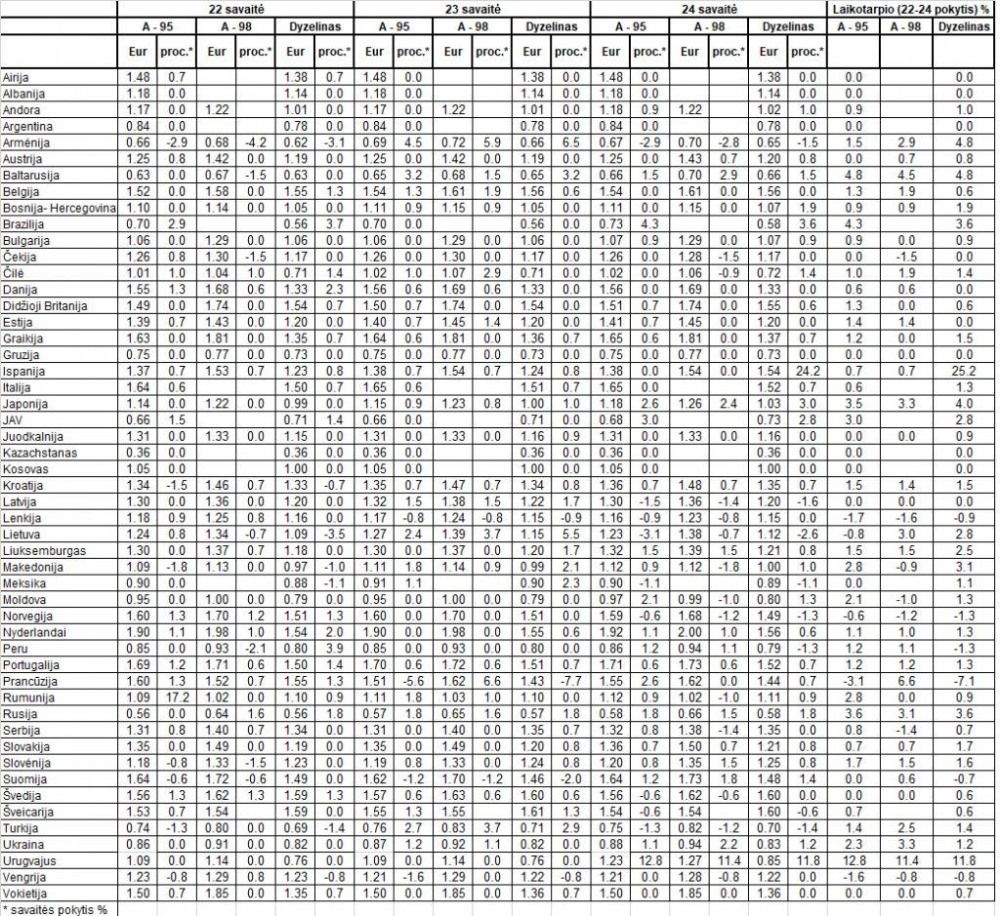 22 savaitė 23 savaitė 24 savaitė Laikotarpio (22-24 pokytis) %
A - 95 A - 98 Dyzelinas A - 95 A - 98 Dyzelinas A - 95 A - 98 Dyzelinas A - 95 A - 98 Dyzelinas
Eur proc.* Eur proc.* Eur proc.* Eur proc.* Eur proc.* Eur proc.* Eur proc.* Eur proc.* Eur proc.*
Airija 1.48 0.7 1.38 0.7 1.48 0.0 1.38 0.0 1.48 0.0 1.38 0.0 0.0 0.0
Albanija 1.18 0.0 1.14 0.0 1.18 0.0 1.14 0.0 1.18 0.0 1.14 0.0 0.0 0.0
Andora 1.17 0.0 1.22 1.01 0.0 1.17 0.0 1.22 1.01 0.0 1.18 0.9 1.22 1.02 1.0 0.9 1.0
Argentina 0.84 0.0 0.78 0.0 0.84 0.0 0.78 0.0 0.84 0.0 0.78 0.0 0.0 0.0
Armėnija 0.66 -2.9 0.68 -4.2 0.62 -3.1 0.69 4.5 0.72 5.9 0.66 6.5 0.67 -2.9 0.70 -2.8 0.65 -1.5 1.5 2.9 4.8
Austrija 1.25 0.8 1.42 0.0 1.19 0.0 1.25 0.0 1.42 0.0 1.19 0.0 1.25 0.0 1.43 0.7 1.20 0.8 0.0 0.7 0.8
Baltarusija 0.63 0.0 0.67 -1.5 0.63 0.0 0.65 3.2 0.68 1.5 0.65 3.2 0.66 1.5 0.70 2.9 0.66 1.5 4.8 4.5 4.8
Belgija 1.52 0.0 1.58 0.0 1.55 1.3 1.54 1.3 1.61 1.9 1.56 0.6 1.54 0.0 1.61 0.0 1.56 0.0 1.3 1.9 0.6
Bosnija- Hercegovina 1.10 0.0 1.14 0.0 1.05 0.0 1.11 0.9 1.15 0.9 1.05 0.0 1.11 0.0 1.15 0.0 1.07 1.9 0.9 0.9 1.9
Brazilija 0.70 2.9 0.56 3.7 0.70 0.0 0.56 0.0 0.73 4.3 0.58 3.6 4.3 3.6
Bulgarija 1.06 0.0 1.29 0.0 1.06 0.0 1.06 0.0 1.29 0.0 1.06 0.0 1.07 0.9 1.29 0.0 1.07 0.9 0.9 0.0 0.9
Čekija 1.26 0.8 1.30 -1.5 1.17 0.0 1.26 0.0 1.30 0.0 1.17 0.0 1.26 0.0 1.28 -1.5 1.17 0.0 0.0 -1.5 0.0
Čilė 1.01 1.0 1.04 1.0 0.71 1.4 1.02 1.0 1.07 2.9 0.71 0.0 1.02 0.0 1.06 -0.9 0.72 1.4 1.0 1.9 1.4
Danija 1.55 1.3 1.68 0.6 1.33 2.3 1.56 0.6 1.69 0.6 1.33 0.0 1.56 0.0 1.69 0.0 1.33 0.0 0.6 0.6 0.0
Didžioji Britanija 1.49 0.0 1.74 0.0 1.54 0.7 1.50 0.7 1.74 0.0 1.54 0.0 1.51 0.7 1.74 0.0 1.55 0.6 1.3 0.0 0.6
Estija 1.39 0.7 1.43 0.0 1.20 0.0 1.40 0.7 1.45 1.4 1.20 0.0 1.41 0.7 1.45 0.0 1.20 0.0 1.4 1.4 0.0
Graikija 1.63 0.0 1.81 0.0 1.35 0.7 1.64 0.6 1.81 0.0 1.36 0.7 1.65 0.6 1.81 0.0 1.37 0.7 1.2 0.0 1.5
Gruzija 0.75 0.0 0.77 0.0 0.73 0.0 0.75 0.0 0.77 0.0 0.73 0.0 0.75 0.0 0.77 0.0 0.73 0.0 0.0 0.0 0.0
Ispanija 1.37 0.7 1.53 0.7 1.23 0.8 1.38 0.7 1.54 0.7 1.24 0.8 1.38 0.0 1.54 0.0 1.54 24.2 0.7 0.7 25.2
Italija 1.64 0.6 1.50 0.7 1.65 0.6 1.51 0.7 1.65 0.0 1.52 0.7 0.6 1.3
Japonija 1.14 0.0 1.22 0.0 0.99 0.0 1.15 0.9 1.23 0.8 1.00 1.0 1.18 2.6 1.26 2.4 1.03 3.0 3.5 3.3 4.0
JAV 0.66 1.5 0.71 1.4 0.66 0.0 0.71 0.0 0.68 3.0 0.73 2.8 3.0 2.8
Juodkalnija 1.31 0.0 1.33 0.0 1.15 0.0 1.31 0.0 1.33 0.0 1.16 0.9 1.31 0.0 1.33 0.0 1.16 0.0 0.0 0.0 0.9
Kazachstanas 0.36 0.0 0.36 0.0 0.36 0.0 0.36 0.0 0.36 0.0 0.36 0.0 0.0 0.0
Kosovas 1.05 0.0 1.00 0.0 1.05 0.0 1.00 0.0 1.05 0.0 1.00 0.0 0.0 0.0
Kroatija 1.34 -1.5 1.46 0.7 1.33 -0.7 1.35 0.7 1.47 0.7 1.34 0.8 1.36 0.7 1.48 0.7 1.35 0.7 1.5 1.4 1.5
Latvija 1.30 0.0 1.36 0.0 1.20 0.0 1.32 1.5 1.38 1.5 1.22 1.7 1.30 -1.5 1.36 -1.4 1.20 -1.6 0.0 0.0 0.0
Lenkija 1.18 0.9 1.25 0.8 1.16 0.0 1.17 -0.8 1.24 -0.8 1.15 -0.9 1.16 -0.9 1.23 -0.8 1.15 0.0 -1.7 -1.6 -0.9
Lietuva 1.24 0.8 1.34 -0.7 1.09 -3.5 1.27 2.4 1.39 3.7 1.15 5.5 1.23 -3.1 1.38 -0.7 1.12 -2.6 -0.8 3.0 2.8
Liuksemburgas 1.30 0.0 1.37 0.7 1.18 0.0 1.30 0.0 1.37 0.0 1.20 1.7 1.32 1.5 1.39 1.5 1.21 0.8 1.5 1.5 2.5
Makedonija 1.09 -1.8 1.13 0.0 0.97 -1.0 1.11 1.8 1.14 0.9 0.99 2.1 1.12 0.9 1.12 -1.8 1.00 1.0 2.8 -0.9 3.1
Meksika 0.90 0.0 0.88 -1.1 0.91 1.1 0.90 2.3 0.90 -1.1 0.89 -1.1 0.0 1.1
Moldova 0.95 0.0 1.00 0.0 0.79 0.0 0.95 0.0 1.00 0.0 0.79 0.0 0.97 2.1 0.99 -1.0 0.80 1.3 2.1 -1.0 1.3
Norvegija 1.60 1.3 1.70 1.2 1.51 1.3 1.60 0.0 1.70 0.0 1.51 0.0 1.59 -0.6 1.68 -1.2 1.49 -1.3 -0.6 -1.2 -1.3
Nyderlandai 1.90 1.1 1.98 1.0 1.54 2.0 1.90 0.0 1.98 0.0 1.55 0.6 1.92 1.1 2.00 1.0 1.56 0.6 1.1 1.0 1.3
Peru 0.85 0.0 0.93 -2.1 0.80 3.9 0.85 0.0 0.93 0.0 0.80 0.0 0.86 1.2 0.94 1.1 0.79 -1.3 1.2 1.1 -1.3
Portugalija 1.69 1.2 1.71 0.6 1.50 1.4 1.70 0.6 1.72 0.6 1.51 0.7 1.71 0.6 1.73 0.6 1.52 0.7 1.2 1.2 1.3
Prancūzija 1.60 1.3 1.52 0.7 1.55 1.3 1.51 -5.6 1.62 6.6 1.43 -7.7 1.55 2.6 1.62 0.0 1.44 0.7 -3.1 6.6 -7.1
Rumunija 1.09 17.2 1.02 0.0 1.10 0.9 1.11 1.8 1.03 1.0 1.10 0.0 1.12 0.9 1.02 -1.0 1.11 0.9 2.8 0.0 0.9
Rusija 0.56 0.0 0.64 1.6 0.56 1.8 0.57 1.8 0.65 1.6 0.57 1.8 0.58 1.8 0.66 1.5 0.58 1.8 3.6 3.1 3.6
Serbija 1.31 0.8 1.40 0.7 1.34 0.0 1.31 0.0 1.40 0.0 1.35 0.7 1.32 0.8 1.38 -1.4 1.35 0.0 0.8 -1.4 0.7
Slovakija 1.35 0.0 1.49 0.0 1.19 0.0 1.35 0.0 1.49 0.0 1.20 0.8 1.36 0.7 1.50 0.7 1.21 0.8 0.7 0.7 1.7
Slovėnija 1.18 -0.8 1.33 -1.5 1.23 0.0 1.19 0.8 1.33 0.0 1.24 0.8 1.20 0.8 1.35 1.5 1.25 0.8 1.7 1.5 1.6
Suomija 1.64 -0.6 1.72 -0.6 1.49 0.0 1.62 -1.2 1.70 -1.2 1.46 -2.0 1.64 1.2 1.73 1.8 1.48 1.4 0.0 0.6 -0.7
Švedija 1.56 1.3 1.62 1.3 1.59 1.3 1.57 0.6 1.63 0.6 1.60 0.6 1.56 -0.6 1.62 -0.6 1.60 0.0 0.0 0.0 0.6
Šveicarija 1.53 0.7 1.54 1.59 0.0 1.55 1.3 1.55 1.61 1.3 1.54 -0.6 1.54 1.60 -0.6 0.7 0.6
Turkija 0.74 -1.3 0.80 0.0 0.69 -1.4 0.76 2.7 0.83 3.7 0.71 2.9 0.75 -1.3 0.82 -1.2 0.70 -1.4 1.4 2.5 1.4
Ukraina 0.86 0.0 0.91 0.0 0.82 0.0 0.87 1.2 0.92 1.1 0.82 0.0 0.88 1.1 0.94 2.2 0.83 1.2 2.3 3.3 1.2
Urugvajus 1.09 0.0 1.14 0.0 0.76 0.0 1.09 0.0 1.14 0.0 0.76 0.0 1.23 12.8 1.27 11.4 0.85 11.8 12.8 11.4 11.8
Vengrija 1.23 -0.8 1.29 0.8 1.23 -0.8 1.21 -1.6 1.29 0.0 1.22 -0.8 1.21 0.0 1.28 -0.8 1.22 0.0 -1.6 -0.8 -0.8
Vokietija 1.50 0.7 1.85 0.0 1.35 0.7 1.50 0.0 1.85 0.0 1.36 0.7 1.50 0.0 1.85 0.0 1.36 0.0 0.0 0.0 0.7
* savaitės pokytis %